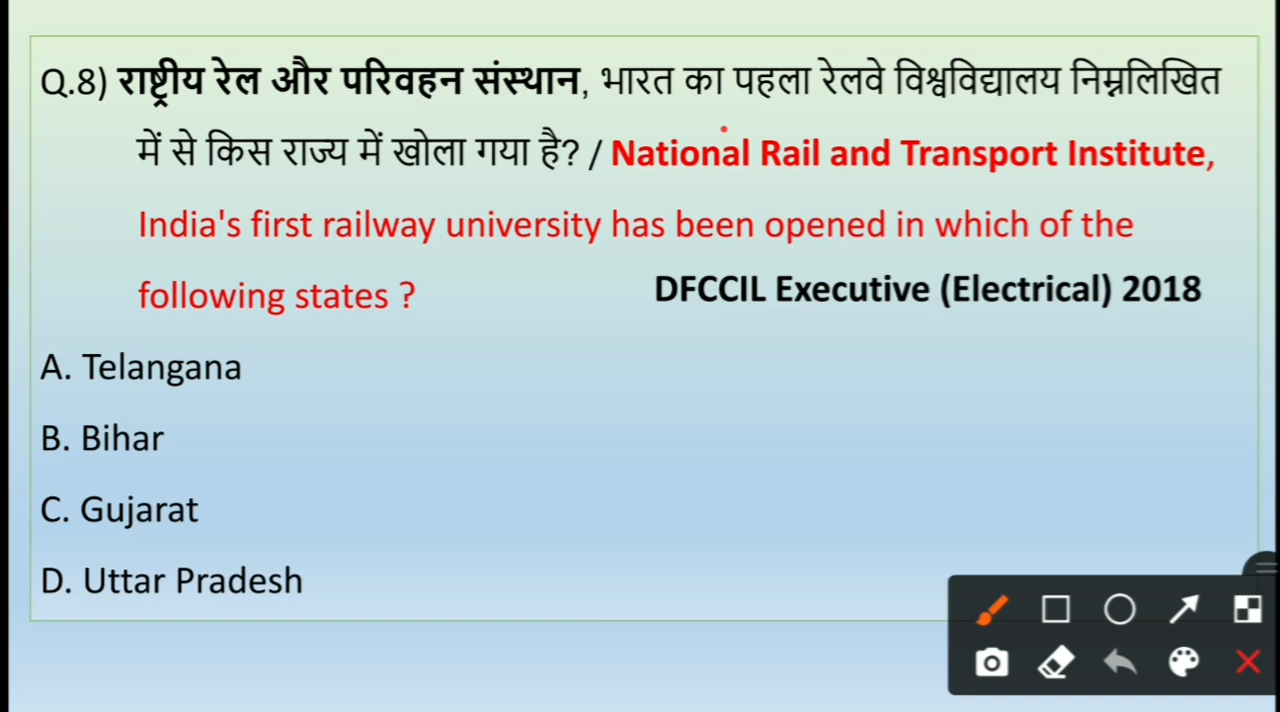 Q.8) राष्ट्रीय रेल और परिवहन संस्थान, भारत का पहला रेलवे विश्वविद्यालय निम्नलिखित
में से किस राज्य में खोला गया है? / National Rail and Transport Institute,
India's first railway university has been opened in which of the
following states ? DFCCIL Executive (Electrical) 2018
A. Telangana
B. Bihar
C. Gujarat
D. Uttar Pradesh